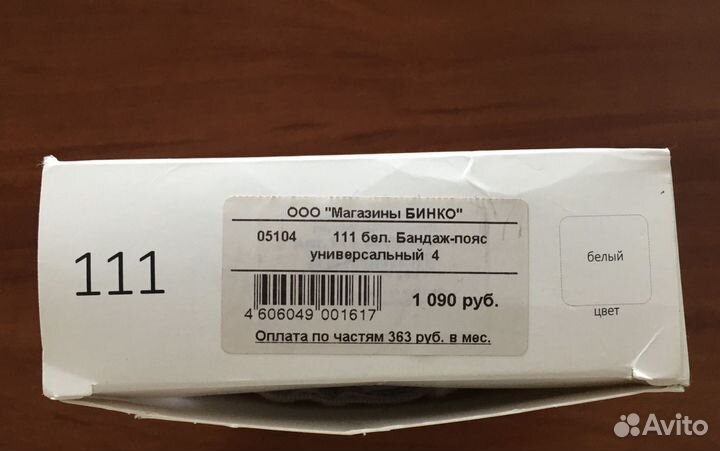 ООО "Магазины БИНКО"
05104 111 бел. Бандаж-пояс
универсальный 4
1 090 руб.
4 606049 001617
Оплата по частям 363 руб. в мес.
111
белый
цвет
Avito